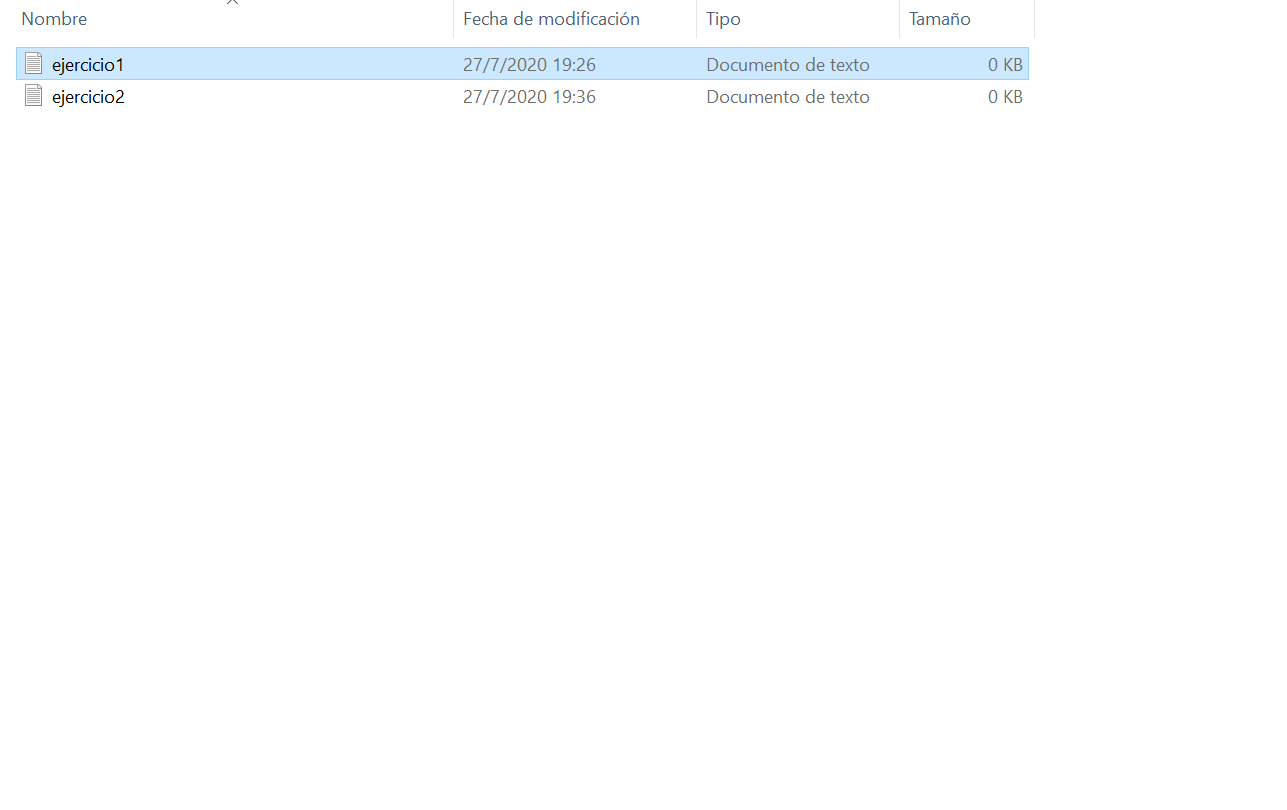 Nombre Fecha de modificación Tipo Tamaño
ejercicio1 27/7/2020 19:26 Documento de texto 0 KB
ejercicio2 27/7/2020 19:36 Documento de texto 0 KB